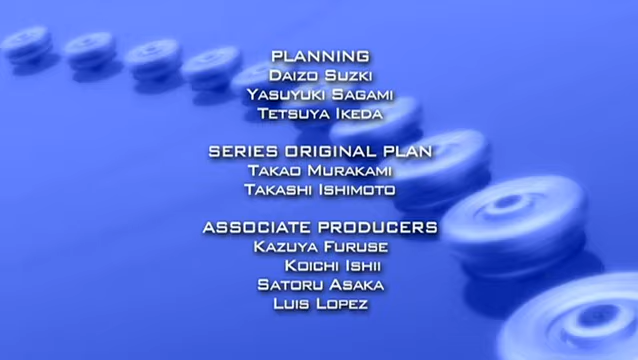 PLANNING
DAIZO SUZKI
YASUYUKI SAGAMI
TETSUYA IKEDA
SERIES ORIGINAL PLAN
TAKAO MURAKAMI
TAKASHI ISHIMOTO
ASSOCIATE PRODUCERS
KAZUYA FURUSE
KOICHI ISHII
SATORU ASAKA
LUIS LOPEZ